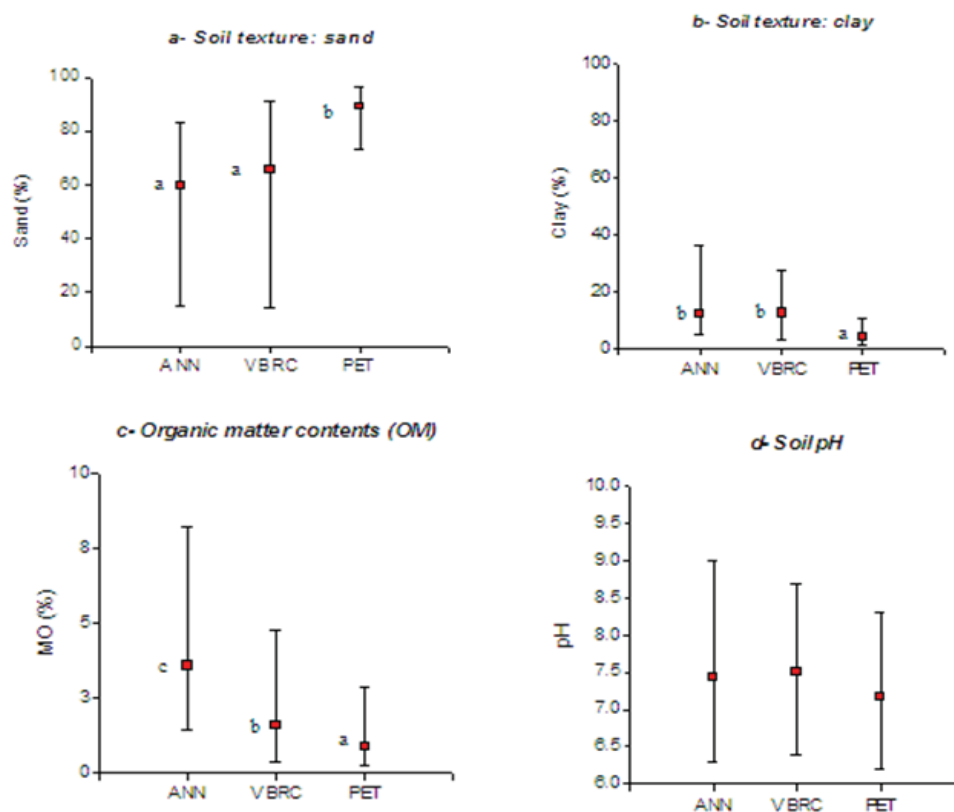 a- Soil texture: sand
Sand (%)
100
80
60
40
20
0
a
a
b
ANN VBRC PET
b- Soil texture: clay
Clay (%)
100
80
60
40
20
0
b
b
a
ANN VBRC PET
c- Organic matter contents (OM)
MO (%)
10
8
5
3
0
c
b
a
ANN VBRC PET
d- Soil pH
pH
10.0
9.5
9.0
8.5
8.0
7.5
7.0
6.5
6.0
ANN VBRC PET